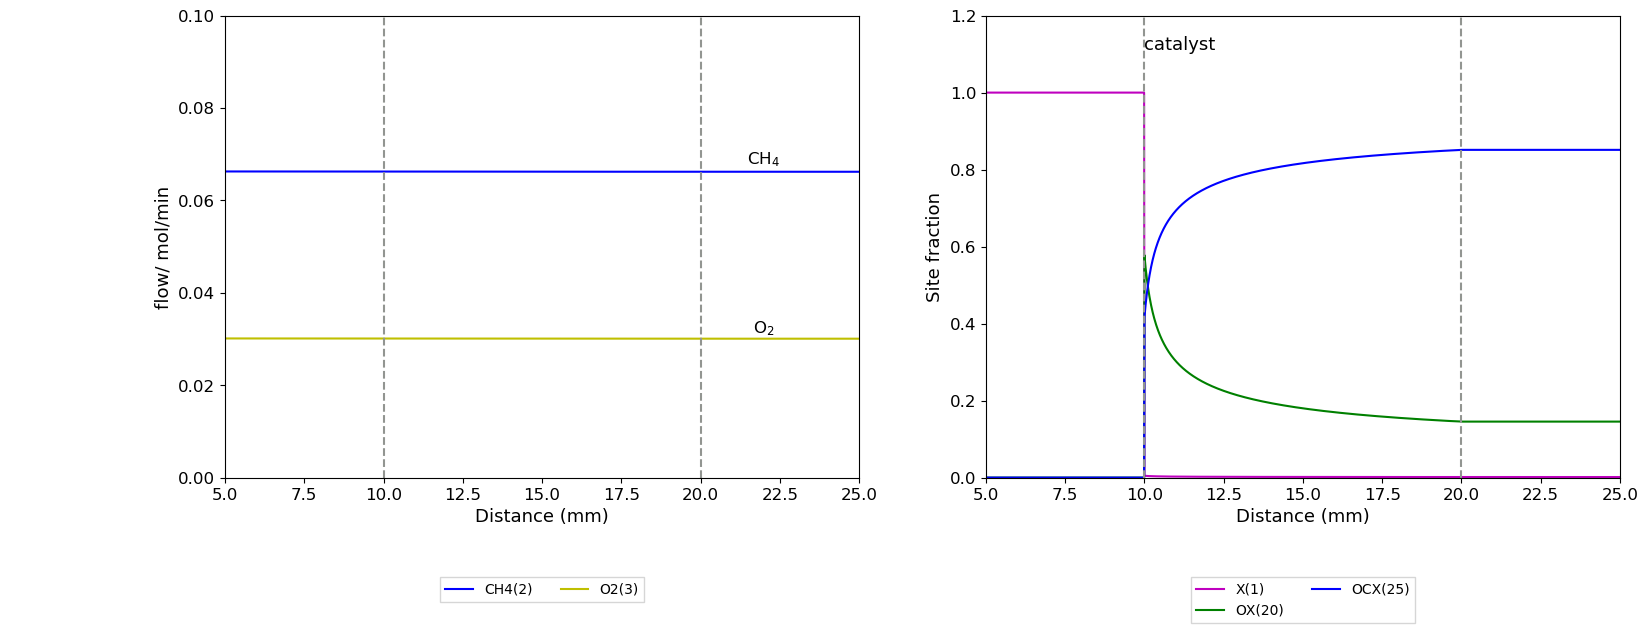 0.10
0.08
0.06
0.04
0.02
0.00
flow/ mol/min
CH4
O2
5.0 7.5 10.0 12.5 15.0 17.5 20.0 22.5 25.0
Distance (mm)
CH4(2) O2(3)
1.2
1.0
0.8
0.6
0.4
0.2
0.0
Site fraction
catalyst
5.0 7.5 10.0 12.5 15.0 17.5 20.0 22.5 25.0
Distance (mm)
X(1) OCX(25)
OX(20)